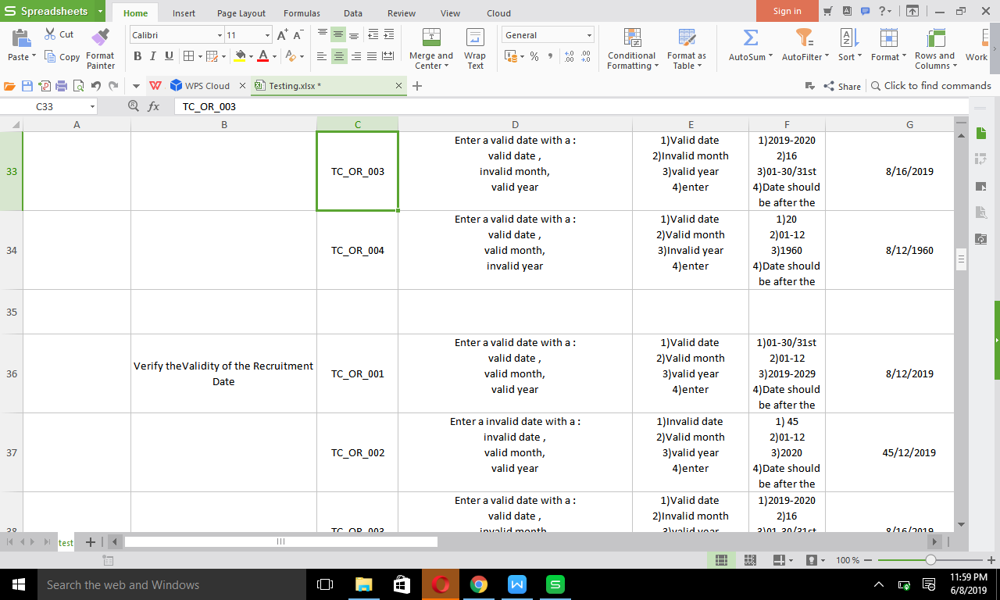 Spreadsheets
Home Insert Page Layout Formulas Data Review View Cloud Sign in
Paste Cut Copy Format Painter
Calibri 11
B I U A
General
Merge and Center Wrap Text
Conditional Formatting Format as Table
AutoSum AutoFilter Sort Format Rows and Columns Work
WPS Cloud Testing.xlsx * Share Click to find commands
C33 fx TC_OR_003
A B C D E F G
33
TC_OR_003
Enter a valid date with a :
valid date ,
invalid month,
valid year
1)Valid date
2)Invalid month
3)valid year
4)enter
1)2019-2020
2)16
3)01-30/31st
4)Date should
be after the
8/16/2019
34
TC_OR_004
Enter a valid date with a :
valid date ,
valid month,
invalid year
1)Valid date
2)Valid month
3)Invalid year
4)enter
1)20
2)01-12
3)1960
4)Date should
be after the
8/12/1960
35
36
Verify theValidity of the Recruitment
Date
TC_OR_001
Enter a valid date with a :
valid date ,
valid month,
valid year
1)Valid date
2)Valid month
3)valid year
4)enter
1)01-30/31st
2)01-12
3)2019-2029
4)Date should
be after the
8/12/2019
37
TC_OR_002
Enter a invalid date with a :
invalid date ,
valid month,
valid year
1)Invalid date
2)Valid month
3)valid year
4)enter
1) 45
2)01-12
3)2020
4)Date should
be after the
45/12/2019
38
TC_OR_003
Enter a valid date with a :
valid date ,
invalid month,
1)Valid date
2)Invalid month
3)valid year
1)2019-2020
2)16
3)01-30/31st
8/16/2019
test
100 %
Search the web and Windows
11:59 PM
6/8/2019